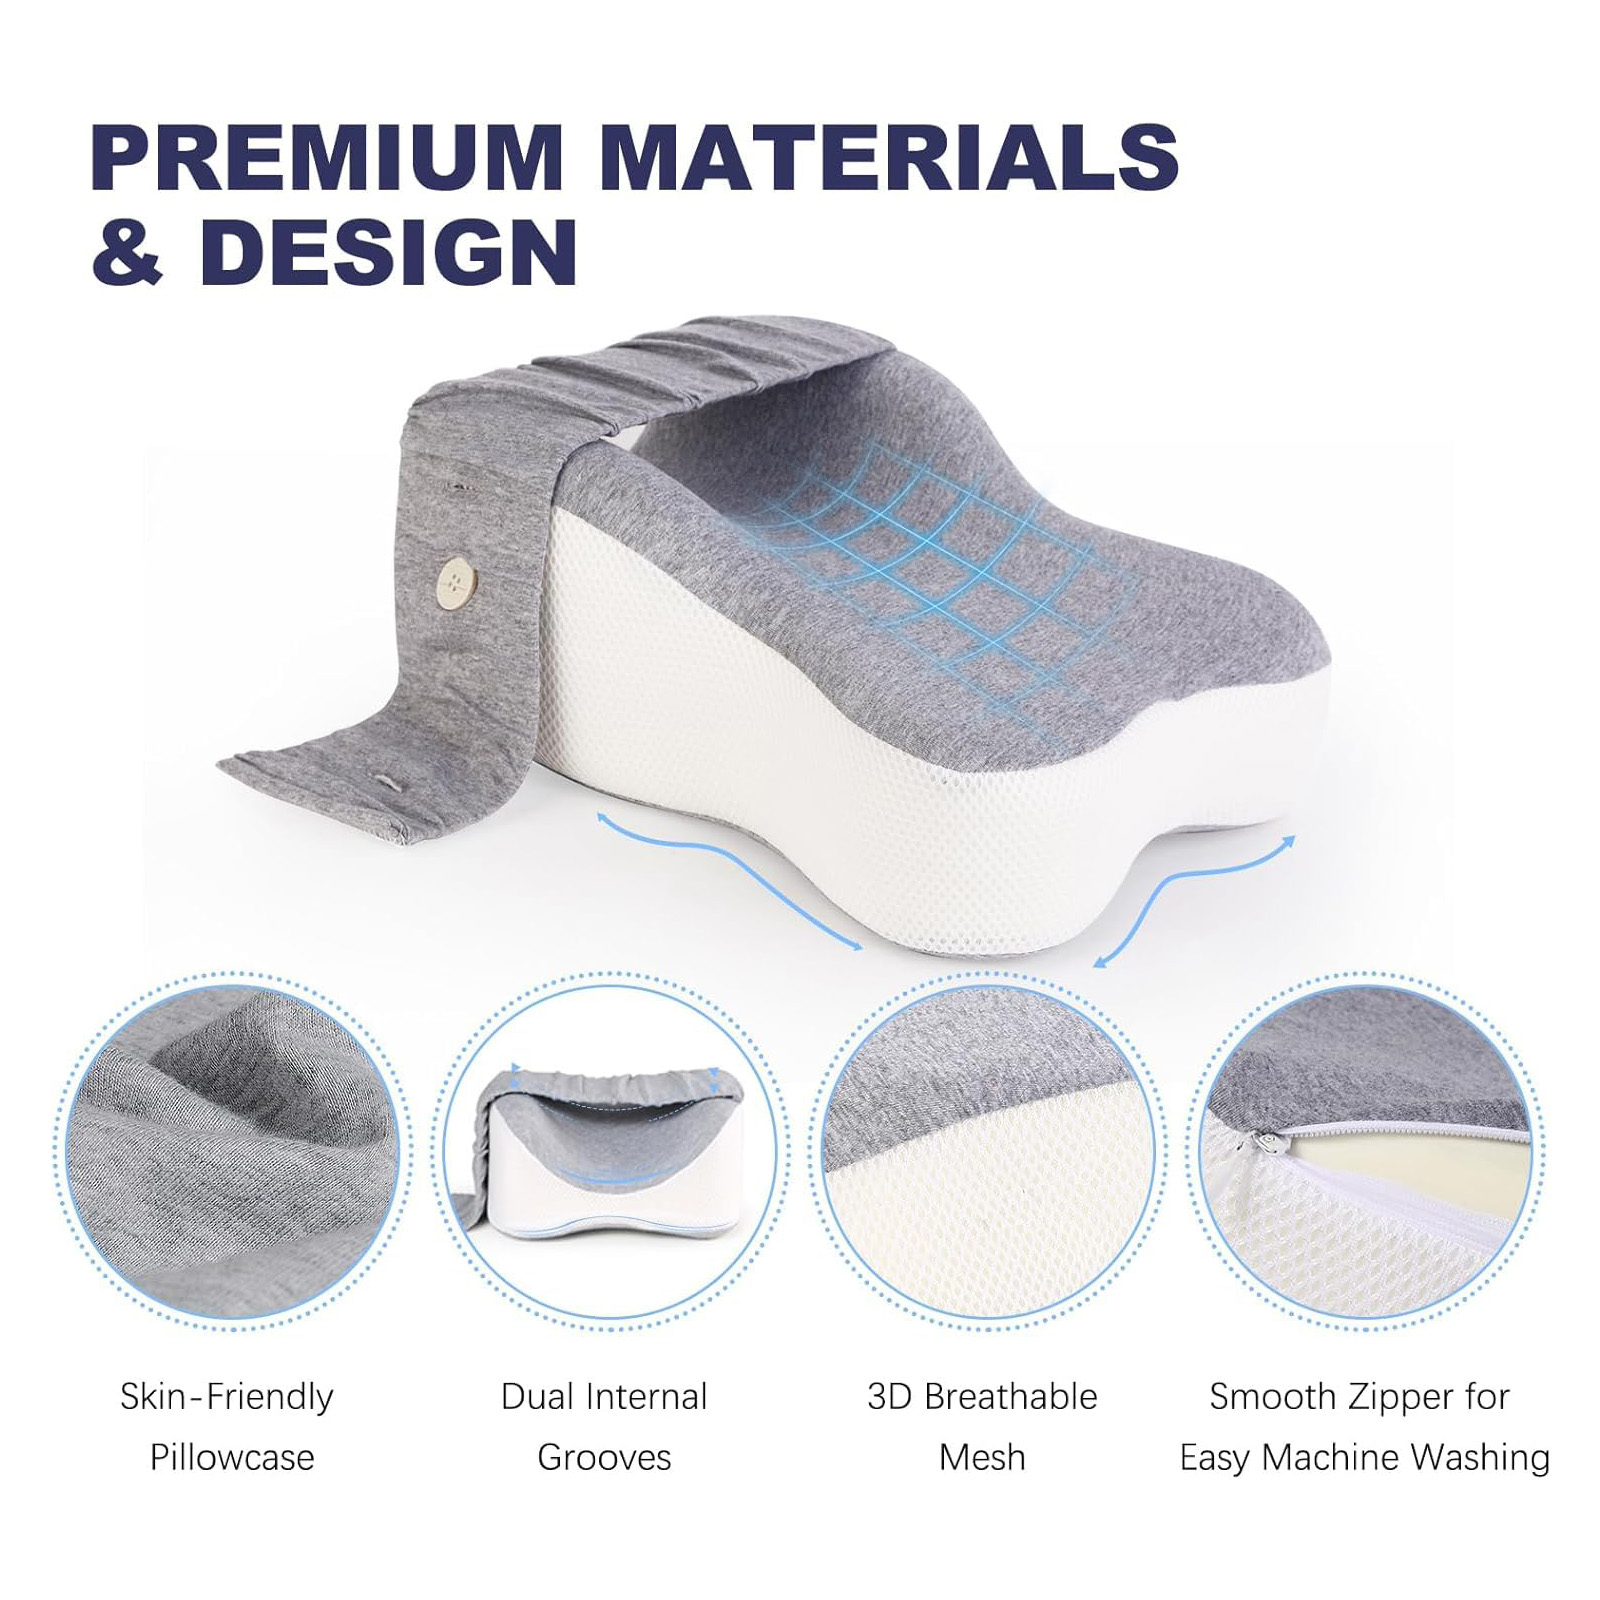 PREMIUM MATERIALS
& DESIGN
Skin-Friendly
Pillowcase
Dual Internal
Grooves
3D Breathable
Mesh
Smooth Zipper for
Easy Machine Washing